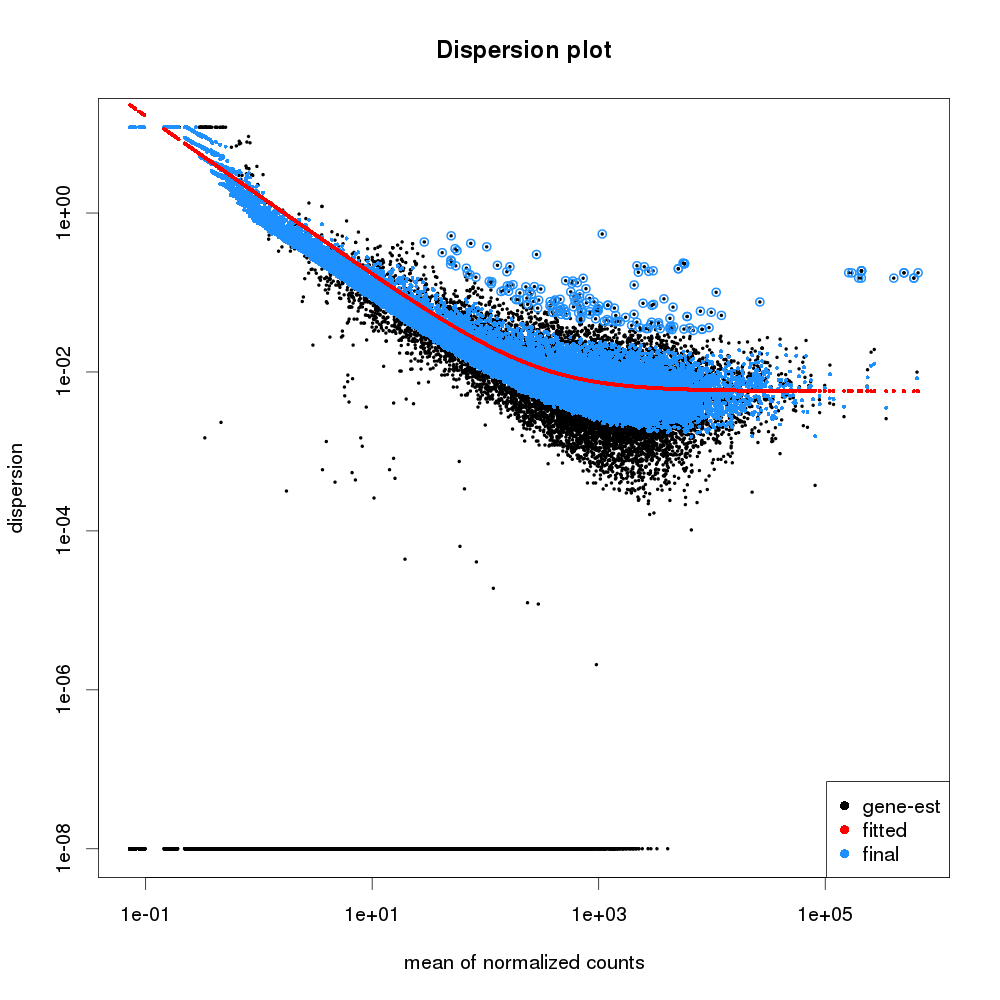 Dispersion plot
dispersion
1e+00
1e-02
1e-04
1e-06
1e-08
1e-01
1e+01
1e+03
1e+05
mean of normalized counts
gene-est
fitted
final